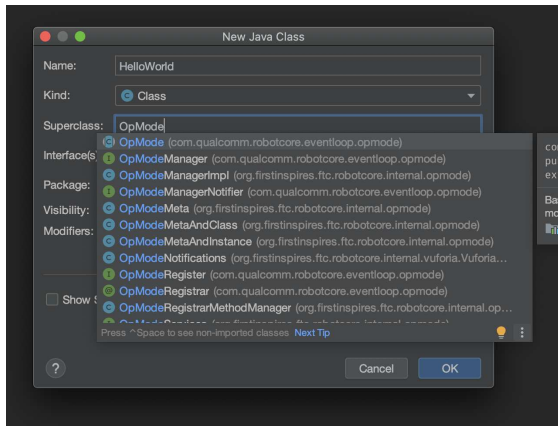 New Java Class
Name: HelloWorld
Kind: C Class
Superclass: OpMode
Interface(s)
Package:
Visibility:
Modifiers:
Show S
C OpMode (com.qualcomm.robotcore.eventloop.opmode)
I OpModeManager (com.qualcomm.robotcore.eventloop.opmode)
C OpModeManagerImpl (org.firstinspires.ftc.robotcore.internal.opmode)
I OpModeManagerNotifier (com.qualcomm.robotcore.eventloop.opmode)
C OpModeMeta (org.firstinspires.ftc.robotcore.internal.opmode)
C OpModeMetaAndClass (org.firstinspires.ftc.robotcore.internal.opmode)
C OpModeMetaAndInstance (org.firstinspires.ftc.robotcore.internal.opmode)
C OpModeNotifications (org.firstinspires.ftc.robotcore.internal.vuforia.Vuforia...
I OpModeRegister (com.qualcomm.robotcore.eventloop.opmode)
@ OpModeRegistrar (com.qualcomm.robotcore.eventloop.opmode)
C OpModeRegistrarMethodManager (org.firstinspires.ftc.robotcore.internal.op...
Press ^Space to see non-imported classes Next Tip
co
pu
ex
Ba
mo
? Cancel OK